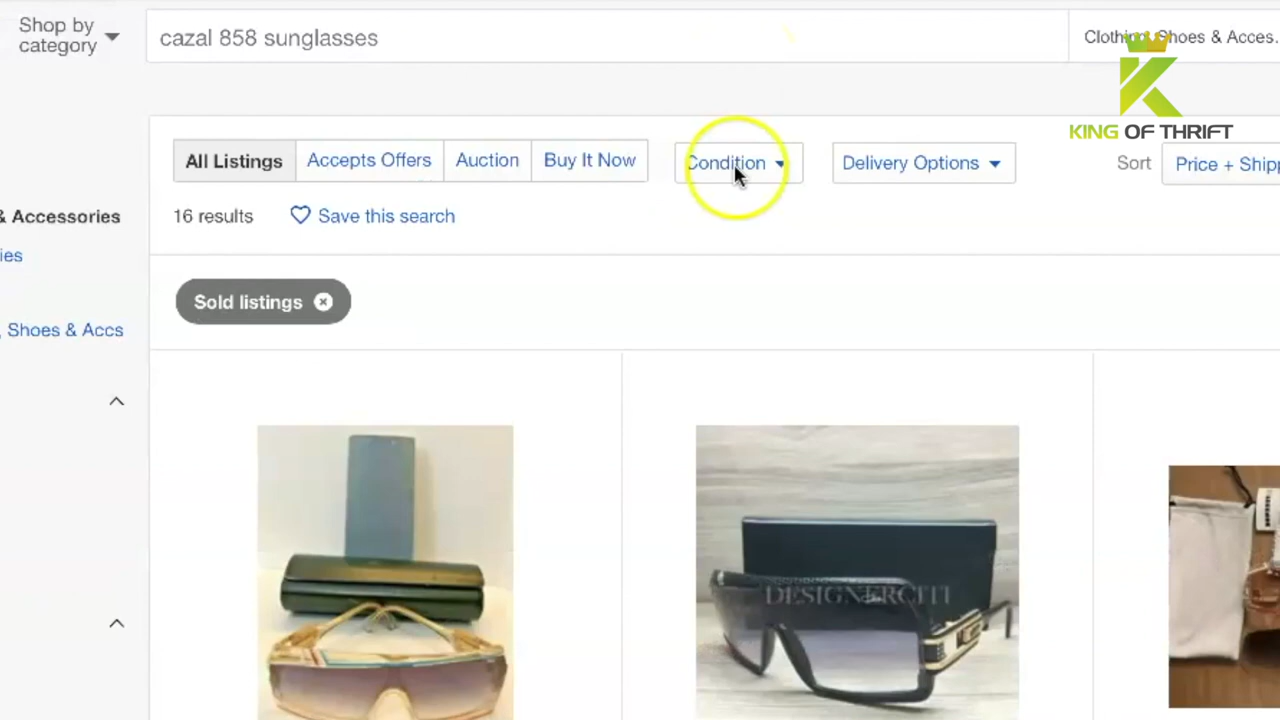 Shop by
category
cazal 858 sunglasses
Clothing, Shoes & Acces...
KING OF THRIFT
All Listings
Accepts Offers
Auction
Buy It Now
Condition
Delivery Options
Sort
Price + Shipp
16 results
Save this search
& Accessories
ies
Sold listings
, Shoes & Accs
DESIGNERCITI